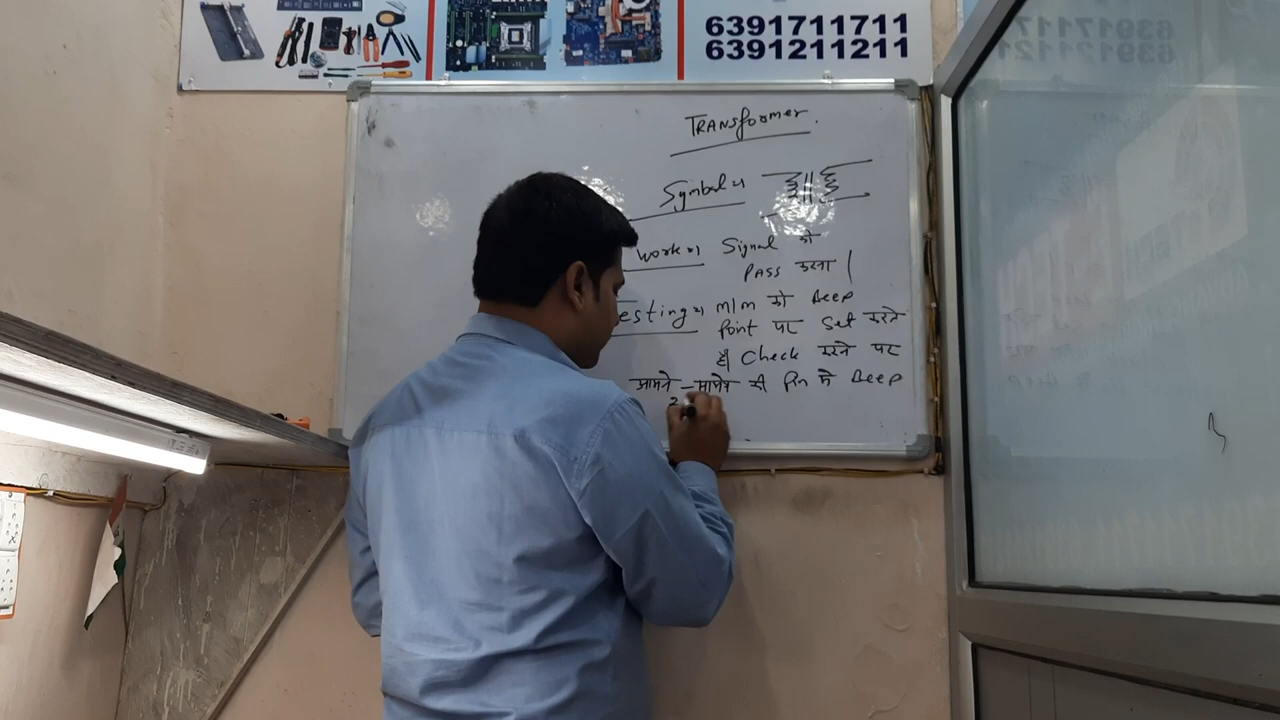 6391711711
6391211211
TRANSformer.
Symbol →
Work → Signal को
PASS करना |
esting → m/m को Beep
Point पर Set करते
है। Check करने पर
आमने-सामने की Pin में Beep